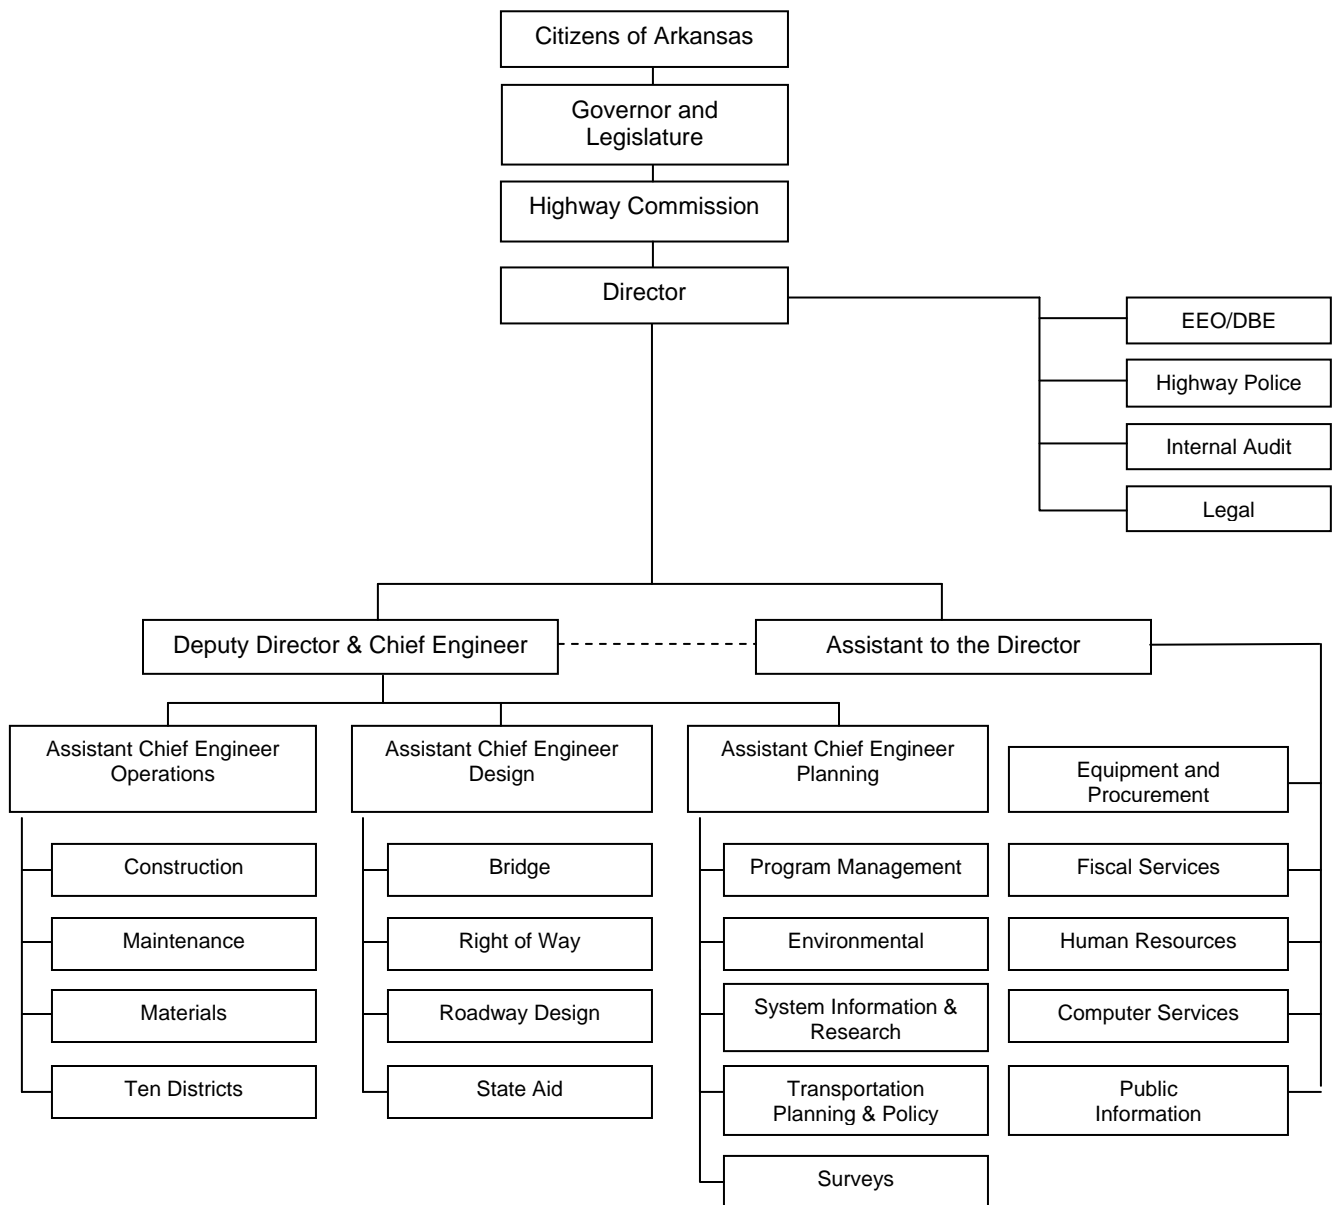 Citizens of Arkansas
Governor and
Legislature
Highway Commission
Director
EEO/DBE
Highway Police
Internal Audit
Legal
Deputy Director & Chief Engineer
Assistant to the Director
Assistant Chief Engineer
Operations
Construction
Maintenance
Materials
Ten Districts
Assistant Chief Engineer
Design
Bridge
Right of Way
Roadway Design
State Aid
Assistant Chief Engineer
Planning
Program Management
Environmental
System Information &
Research
Transportation
Planning & Policy
Surveys
Equipment and
Procurement
Fiscal Services
Human Resources
Computer Services
Public
Information